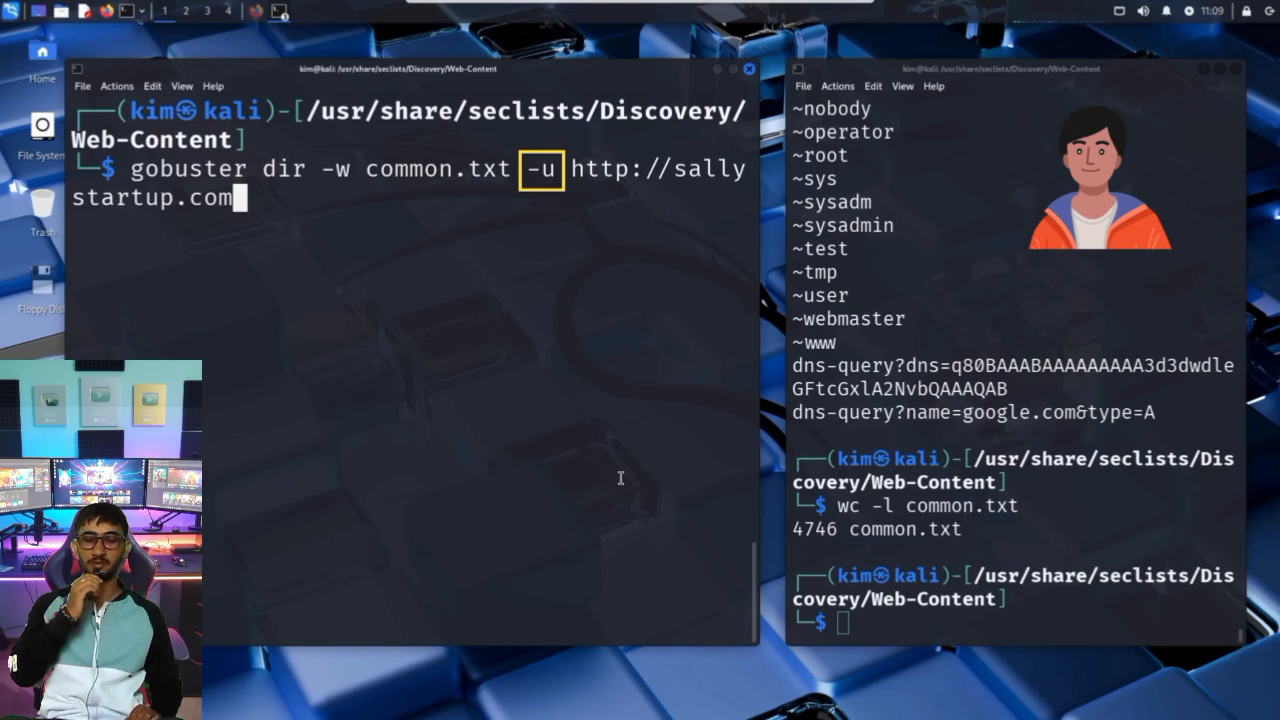 1 2 3 4
11:09
Home
File System
Trash
Floppy Dis
kim@kali: /usr/share/seclists/Discovery/Web-Content
File Actions Edit View Help
┌──(kim㉿kali)-[/usr/share/seclists/Discovery/
Web-Content]
└─$ gobuster dir -w common.txt -u http://sally
startup.com
kim@kali: /usr/share/seclists/Discovery/Web-Content
File Actions Edit View Help
~nobody
~operator
~root
~sys
~sysadm
~sysadmin
~test
~tmp
~user
~webmaster
~www
dns-query?dns=q80BAAABAAAAAAAAA3d3dwdle
GFtcGxlA2NvbQAAAQAB
dns-query?name=google.com&type=A
┌──(kim㉿kali)-[/usr/share/seclists/Dis
covery/Web-Content]
└─$ wc -l common.txt
4746 common.txt
┌──(kim㉿kali)-[/usr/share/seclists/Dis
covery/Web-Content]
└─$